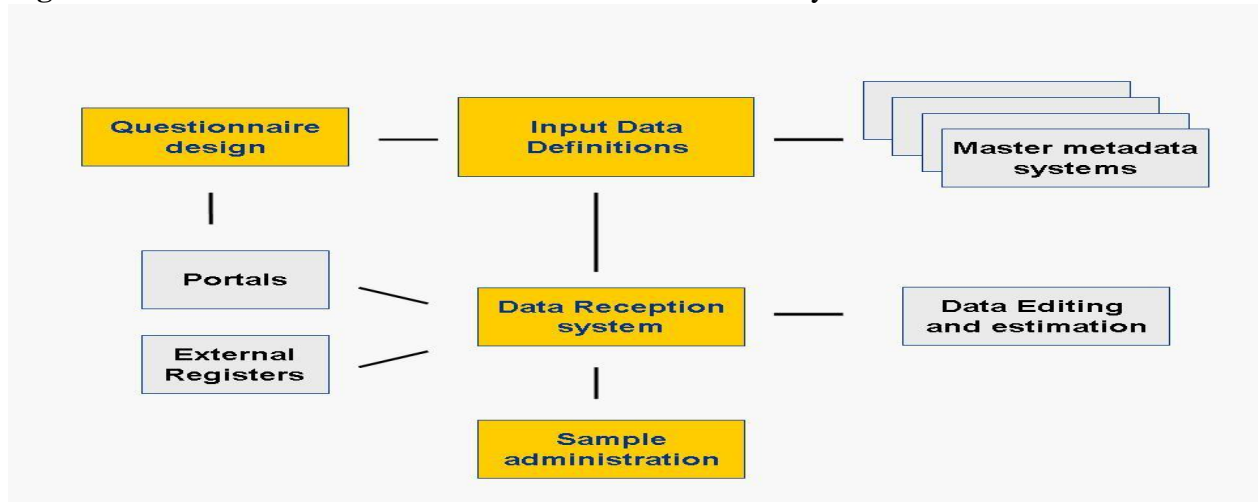 Questionnaire
design
Input Data
Definitions
Master metadata
systems
Portals
Data Reception
system
Data Editing
and estimation
External
Registers
Sample
administration